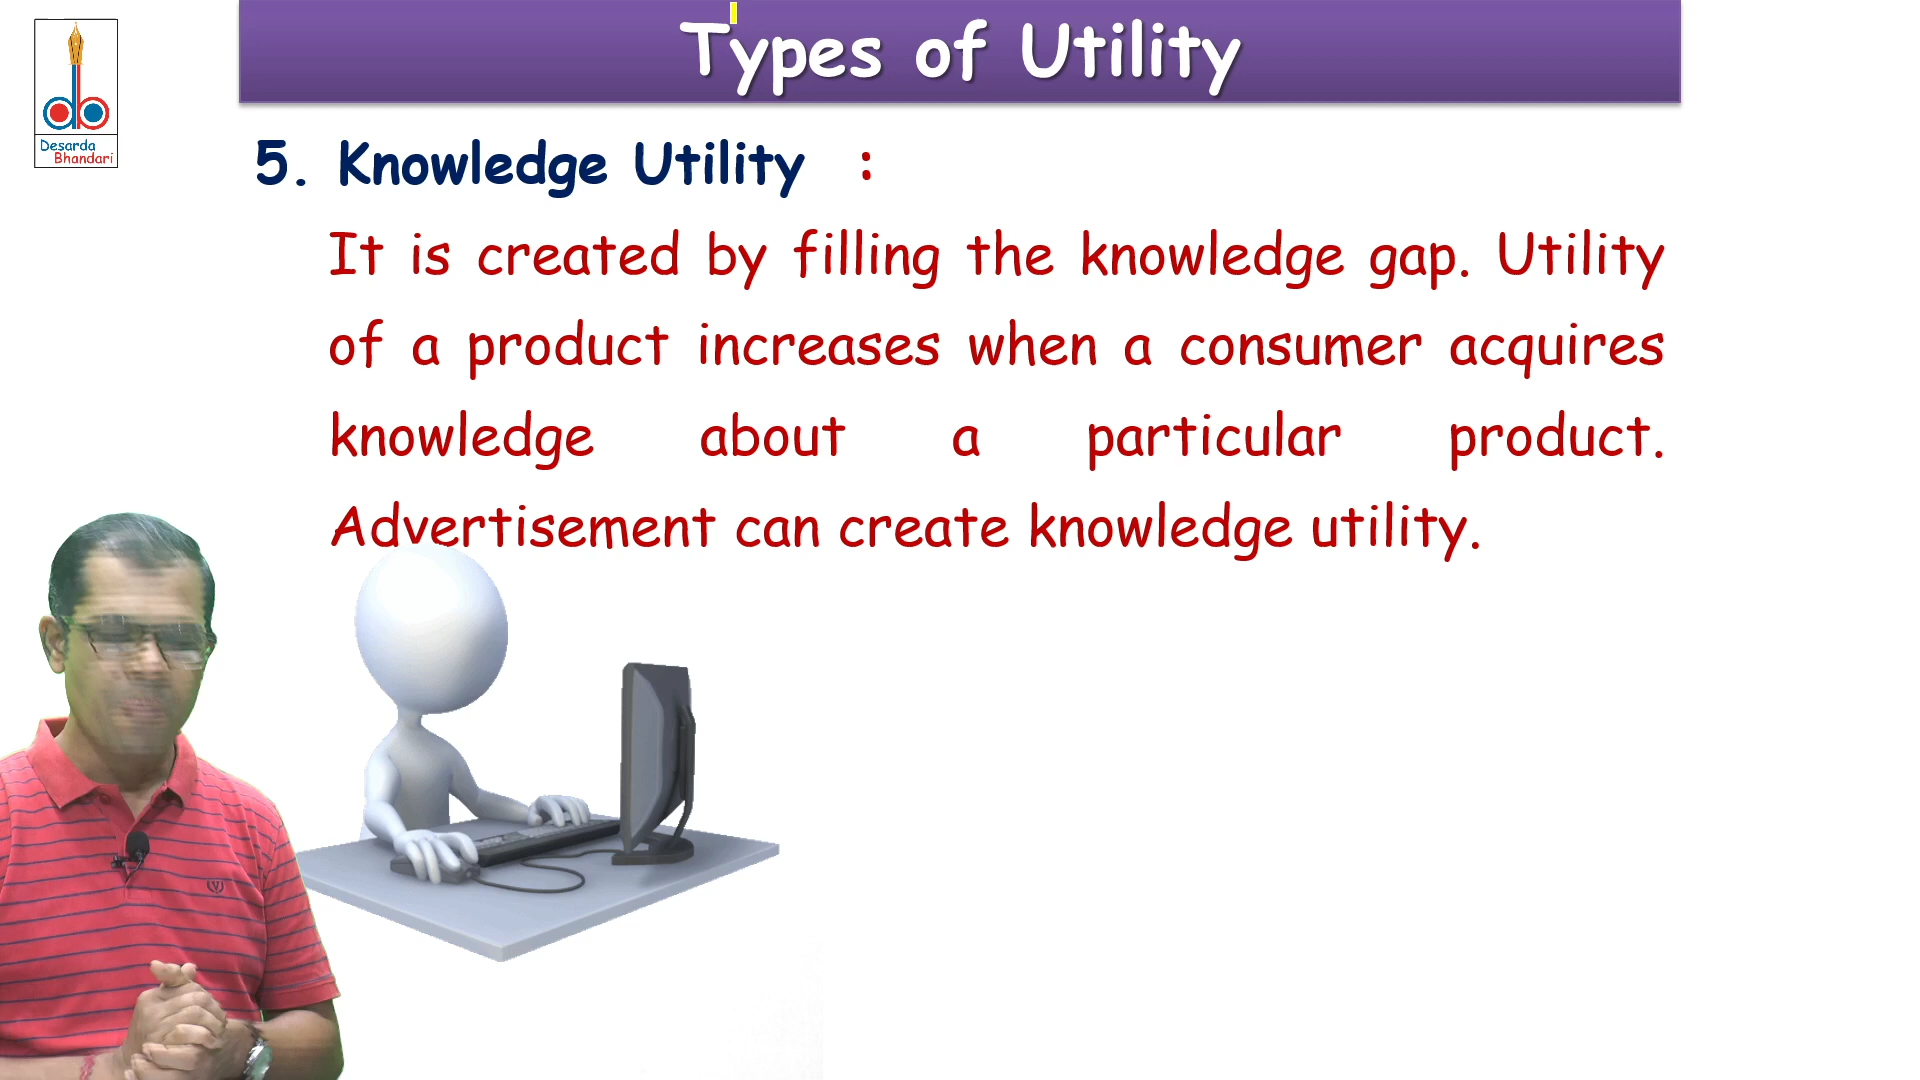 Types of Utility
Desarda
Bhandari
5. Knowledge Utility :
It is created by filling the knowledge gap. Utility
of a product increases when a consumer acquires
knowledge about a particular product.
Advertisement can create knowledge utility.